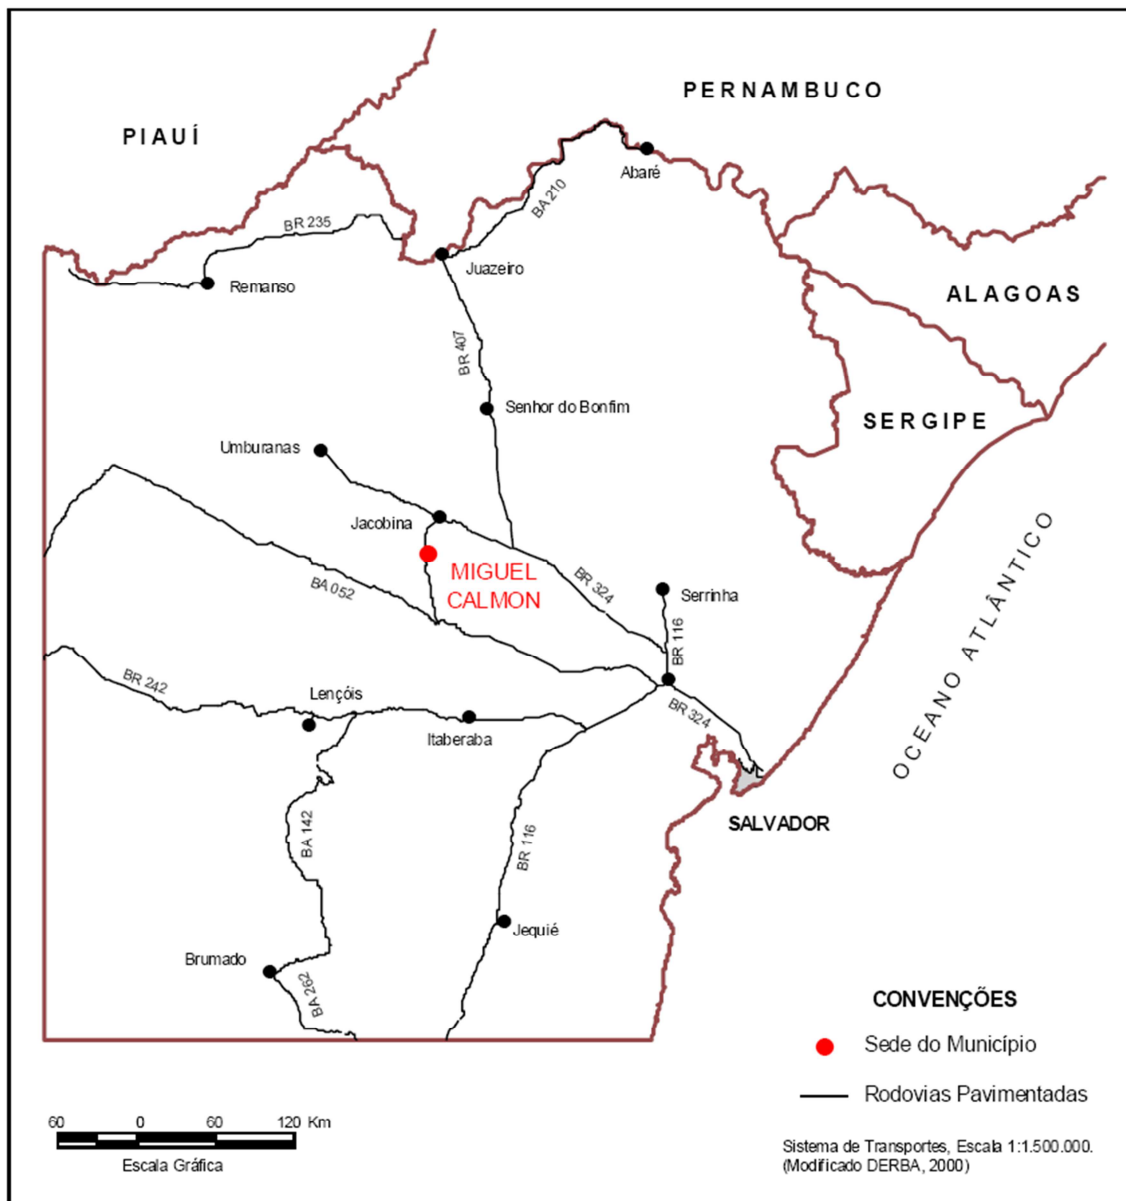 PERNAMBUCO
PIAUÍ
Abaré
BA 210
BR 235
Juazeiro
Remanso
ALAGOAS
BR 407
Senhor do Bonfim
SERGIPE
Umburanas
Jacobina
OCEANO ATLÂNTICO
MIGUEL
CALMON
BA 052
BR 324
Serrinha
BR 116
BR 242
Lençóis
BR 324
Itaberaba
SALVADOR
BA 142
BR 116
Jequié
Brumado
BA 262
CONVENÇÕES
Sede do Município
Rodovias Pavimentadas
60 0 60 120 Km
Escala Gráfica
Sistema de Transportes, Escala 1:1.500.000.
(Modificado DERBA, 2000)